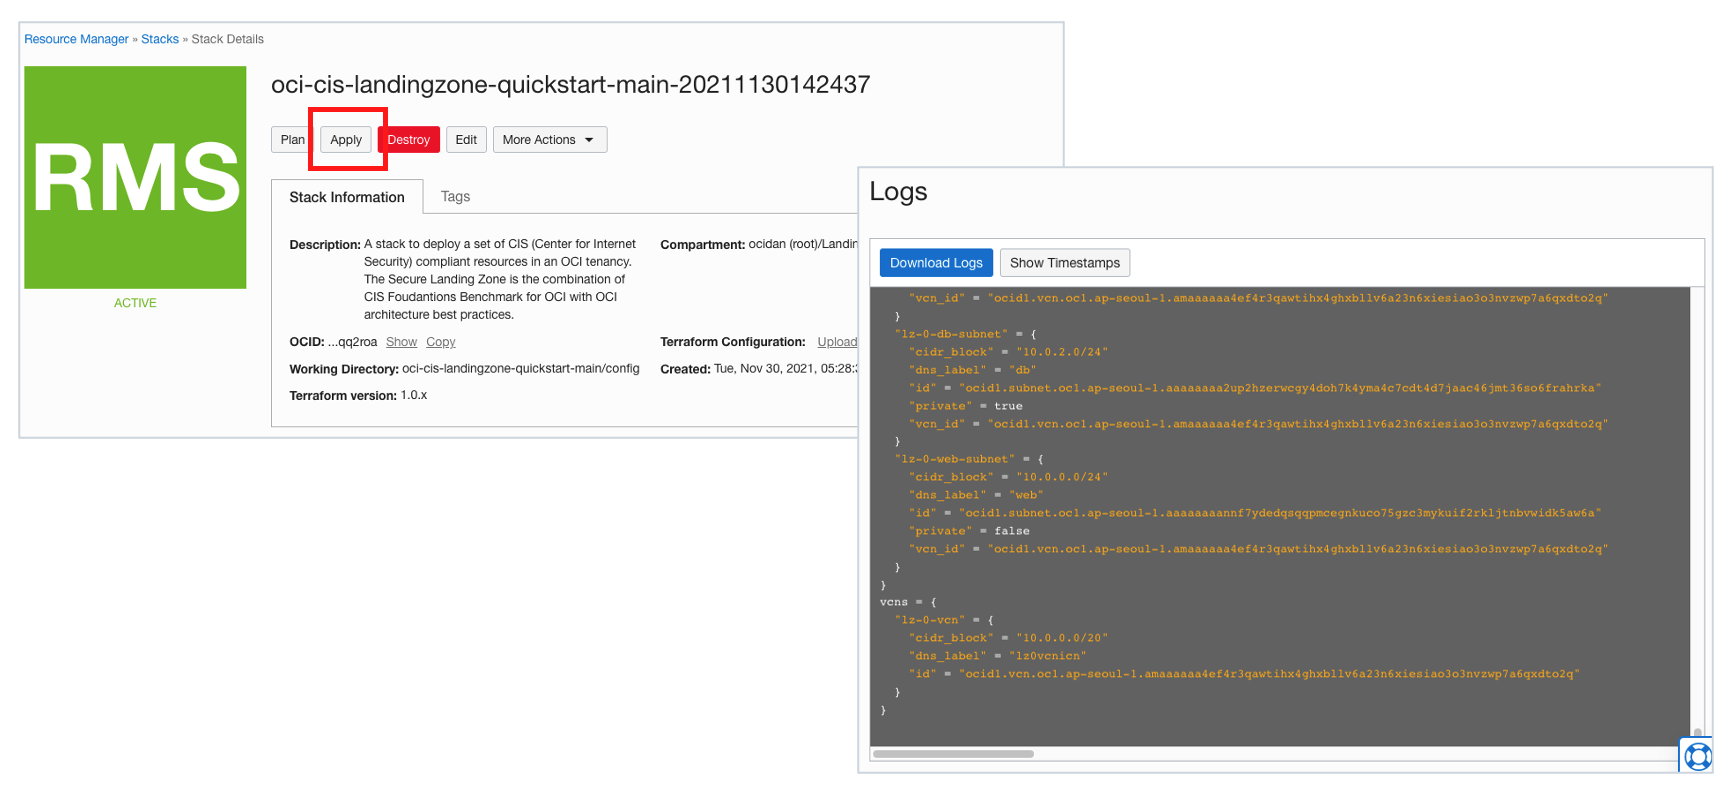 Resource Manager » Stacks » Stack Details
RMS
ACTIVE
oci-cis-landingzone-quickstart-main-20211130142437
Plan Apply Destroy Edit More Actions
Stack Information Tags
Description: A stack to deploy a set of CIS (Center for Internet
Security) compliant resources in an OCI tenancy.
The Secure Landing Zone is the combination of
CIS Foudantions Benchmark for OCI with OCI
architecture best practices.
OCID: ...qq2roa Show Copy
Working Directory: oci-cis-landingzone-quickstart-main/config
Terraform version: 1.0.x
Compartment: ocidan (root)/Landin
Terraform Configuration: Upload
Created: Tue, Nov 30, 2021, 05:28:
Logs
Download Logs Show Timestamps
"vcn_id" = "ocid1.vcn.oc1.ap-seoul-1.amaaaaaa4ef4r3qawtihx4ghxbllv6a23n6xiesiao3o3nvzwp7a6qxdto2q"
}
"lz-0-db-subnet" = {
"cidr_block" = "10.0.2.0/24"
"dns_label" = "db"
"id" = "ocid1.subnet.oc1.ap-seoul-1.aaaaaaaa2up2hzerwcgy4doh7k4yma4c7cdt4d7jaac46jmt36so6frahrka"
"private" = true
"vcn_id" = "ocid1.vcn.oc1.ap-seoul-1.amaaaaaa4ef4r3qawtihx4ghxbllv6a23n6xiesiao3o3nvzwp7a6qxdto2q"
}
"lz-0-web-subnet" = {
"cidr_block" = "10.0.0.0/24"
"dns_label" = "web"
"id" = "ocid1.subnet.oc1.ap-seoul-1.aaaaaaaannf7ydedqsqqpmcegnkuco75gzc3mykuif2rkljtnbvwidk5aw6a"
"private" = false
"vcn_id" = "ocid1.vcn.oc1.ap-seoul-1.amaaaaaa4ef4r3qawtihx4ghxbllv6a23n6xiesiao3o3nvzwp7a6qxdto2q"
}
}
vcns = {
"lz-0-vcn" = {
"cidr_block" = "10.0.0.0/20"
"dns_label" = "lz0vcnicn"
"id" = "ocid1.vcn.oc1.ap-seoul-1.amaaaaaa4ef4r3qawtihx4ghxbllv6a23n6xiesiao3o3nvzwp7a6qxdto2q"
}
}